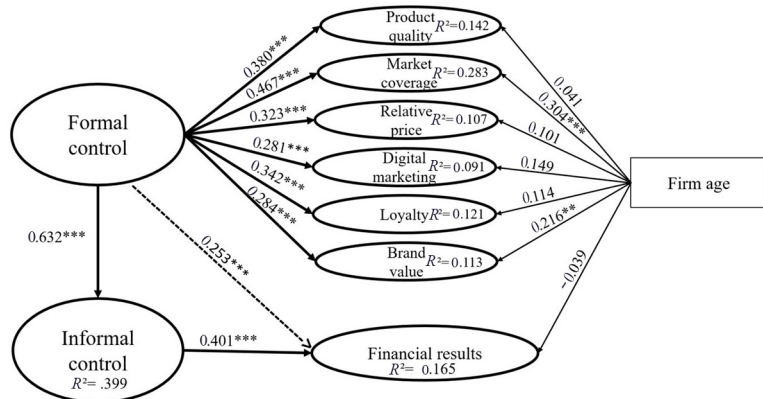 Product
quality R²=0.142
Market
coverage R²=0.283
Relative
price R²=0.107
Digital
marketing R²=0.091
Loyalty R²=0.121
Brand
value R²=0.113
Formal
control
0.380***
0.467***
0.323***
0.281***
0.342***
0.284***
0.041
0.304***
0.101
0.149
0.114
0.216**
-0.039
Firm age
0.632***
0.253***
Informal
control
R²= .399
0.401***
Financial results
R²= 0.165